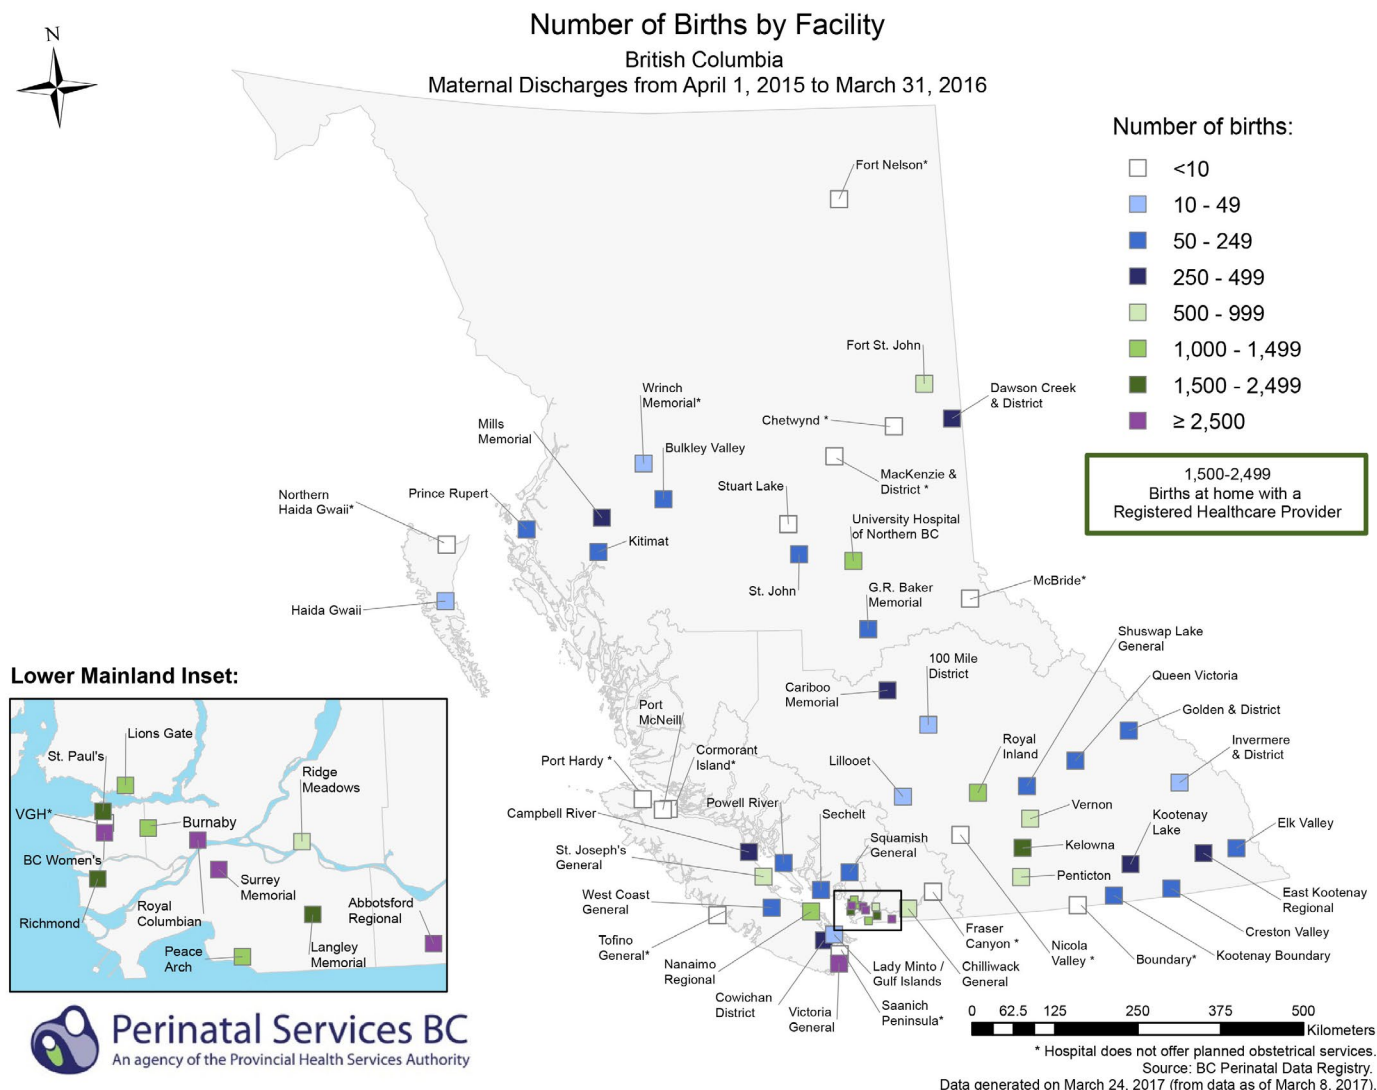 Number of Births by Facility
British Columbia
Maternal Discharges from April 1, 2015 to March 31, 2016
N
Number of births:
<10
10 - 49
50 - 249
250 - 499
500 - 999
1,000 - 1,499
1,500 - 2,499
≥ 2,500
1,500-2,499
Births at home with a
Registered Healthcare Provider
Fort Nelson*
Fort St. John
Dawson Creek
& District
Chetwynd *
MacKenzie &
District *
Wrinch
Memorial*
Mills
Memorial
Bulkley Valley
Stuart Lake
Northern
Haida Gwaii*
Prince Rupert
Kitimat
University Hospital
of Northern BC
St. John
G.R. Baker
Memorial
McBride*
Haida Gwaii
Shuswap Lake
General
100 Mile
District
Queen Victoria
Cariboo
Memorial
Golden & District
Port
McNeill
Royal
Inland
Invermere
& District
Port Hardy *
Cormorant
Island*
Lillooet
Campbell River
Powell River
Sechelt
Vernon
Kootenay
Lake
Elk Valley
St. Joseph's
General
Squamish
General
Kelowna
Penticton
West Coast
General
East Kootenay
Regional
Tofino
General*
Nanaimo
Regional
Fraser
Canyon *
Nicola
Valley *
Boundary*
Creston Valley
Kootenay Boundary
Cowichan
District
Victoria
General
Lady Minto /
Gulf Islands
Saanich
Peninsula*
Chilliwack
General
Lower Mainland Inset:
Lions Gate
St. Paul's
Ridge
Meadows
VGH*
Burnaby
BC Women's
Surrey
Memorial
Richmond
Royal
Columbian
Abbotsford
Regional
Peace
Arch
Langley
Memorial
Perinatal Services BC
An agency of the Provincial Health Services Authority
0 62.5 125 250 375 500
Kilometers
* Hospital does not offer planned obstetrical services.
Source: BC Perinatal Data Registry.
Data generated on March 24, 2017 (from data as of March 8, 2017).